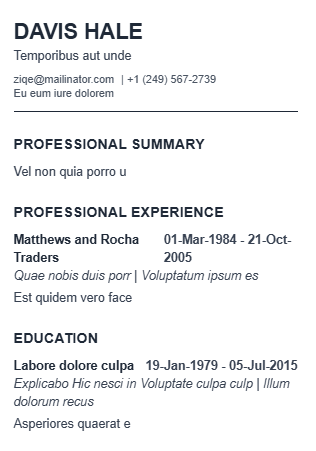 DAVIS HALE
Temporibus aut unde
ziqe@mailinator.com | +1 (249) 567-2739
Eu eum iure dolorem
PROFESSIONAL SUMMARY
Vel non quia porro u
PROFESSIONAL EXPERIENCE
Matthews and Rocha 01-Mar-1984 - 21-Oct-
Traders 2005
Quae nobis duis porr | Voluptatum ipsum es
Est quidem vero face
EDUCATION
Labore dolore culpa 19-Jan-1979 - 05-Jul-2015
Explicabo Hic nesci in Voluptate culpa culp | Illum
dolorum recus
Asperiores quaerat e